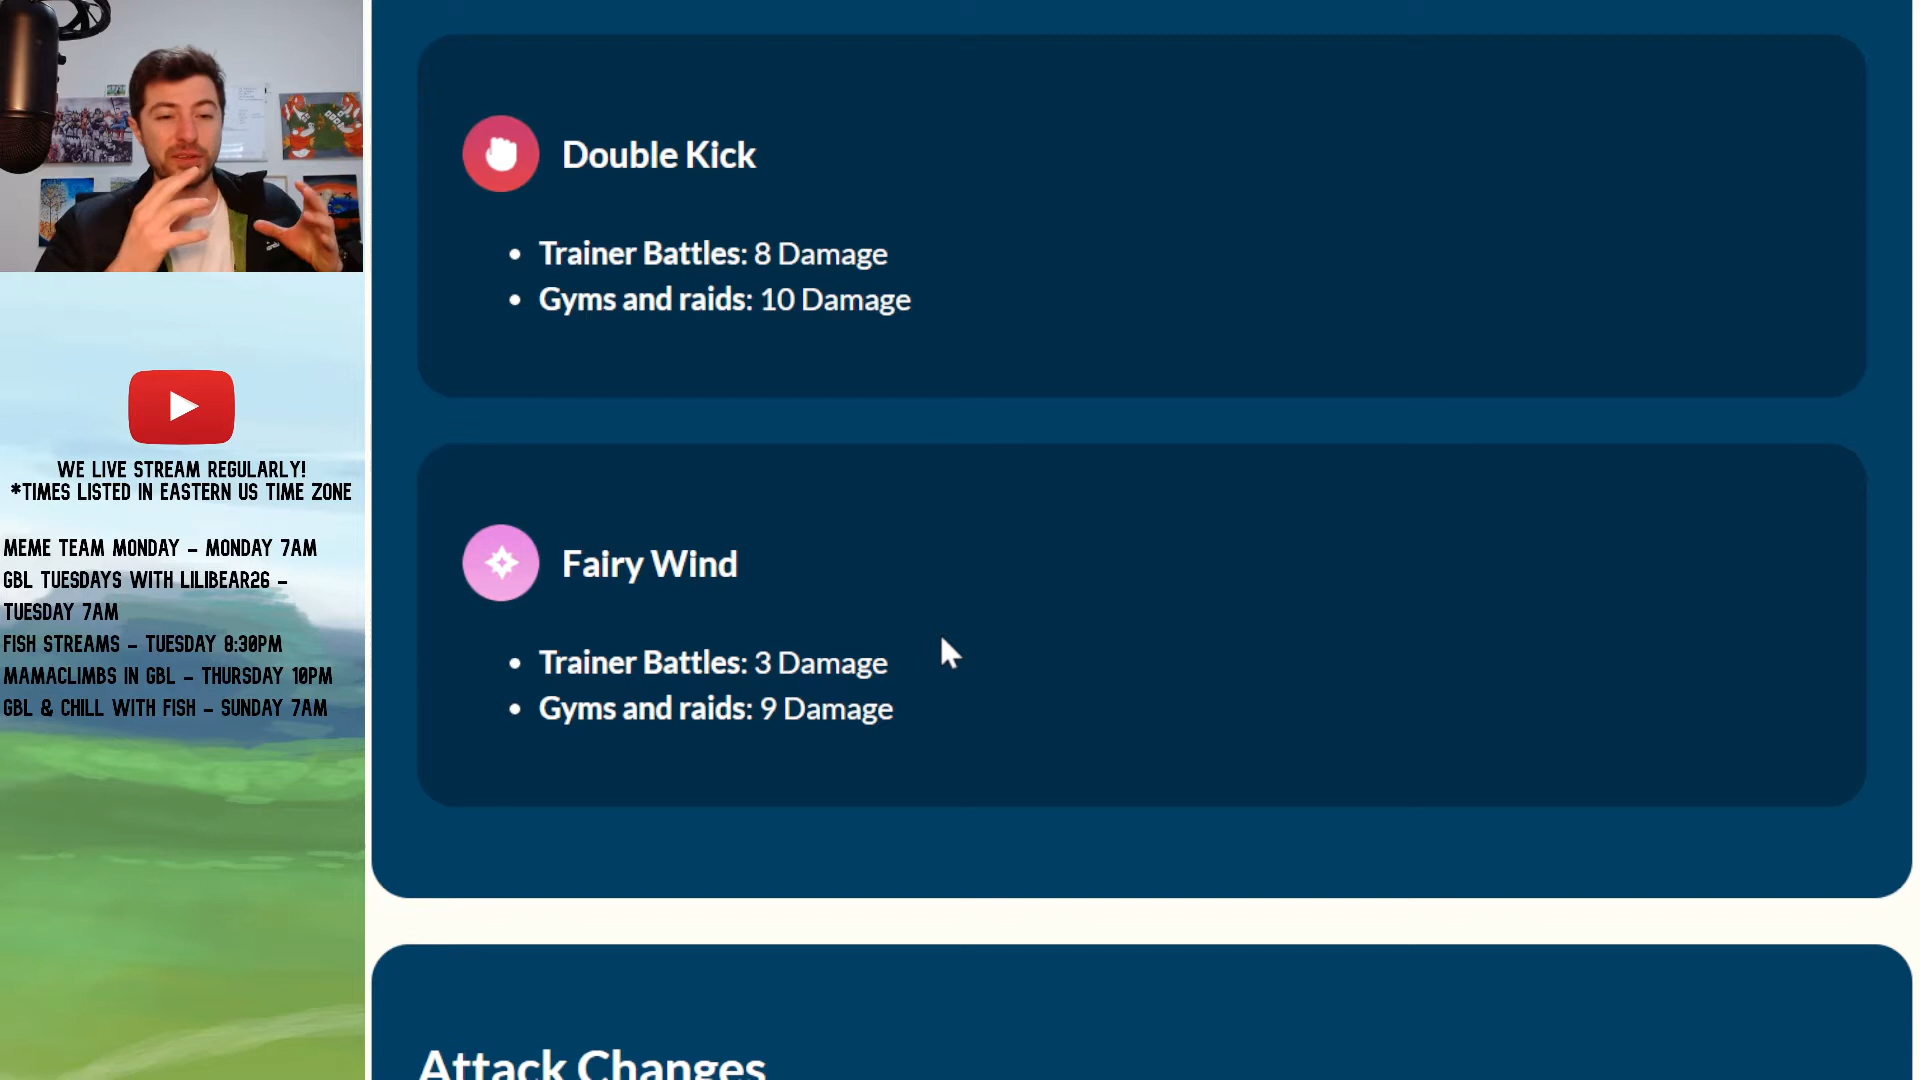 WE LIVE STREAM REGULARLY!
*TIMES LISTED IN EASTERN US TIME ZONE
MEME TEAM MONDAY - MONDAY 7AM
GBL TUESDAYS WITH LILIBEAR26 -
TUESDAY 7AM
FISH STREAMS - TUESDAY 8:30PM
MAMACLIMBS IN GBL - THURSDAY 10PM
GBL & CHILL WITH FISH - SUNDAY 7AM
Double Kick
• Trainer Battles: 8 Damage
• Gyms and raids: 10 Damage
Fairy Wind
• Trainer Battles: 3 Damage
• Gyms and raids: 9 Damage
Attack Changes